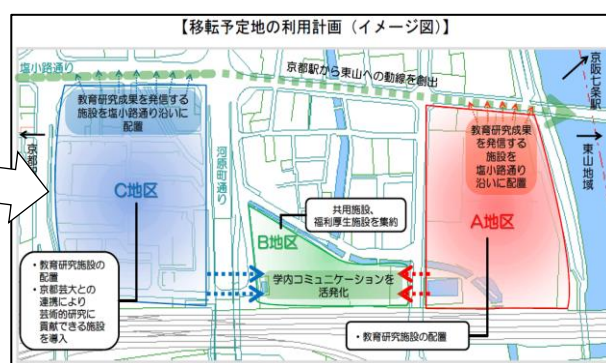 【移転予定地の利用計画（イメージ図）】
塩小路通り
京都駅から東山への動線を創出
京阪七条駅
教育研究成果を発信する
施設を塩小路通り沿いに
配置
教育研究成果
を発信する
施設を
塩小路通り
沿いに配置
京都
河原町通り
東山地域
C地区
共用施設、
福利厚生施設を集約
B地区
A地区
・教育研究施設の
配置
・京都芸大との
連携により
芸術的研究に
貢献できる施設
を導入
学内コミュニケーションを
活発化
・教育研究施設の配置